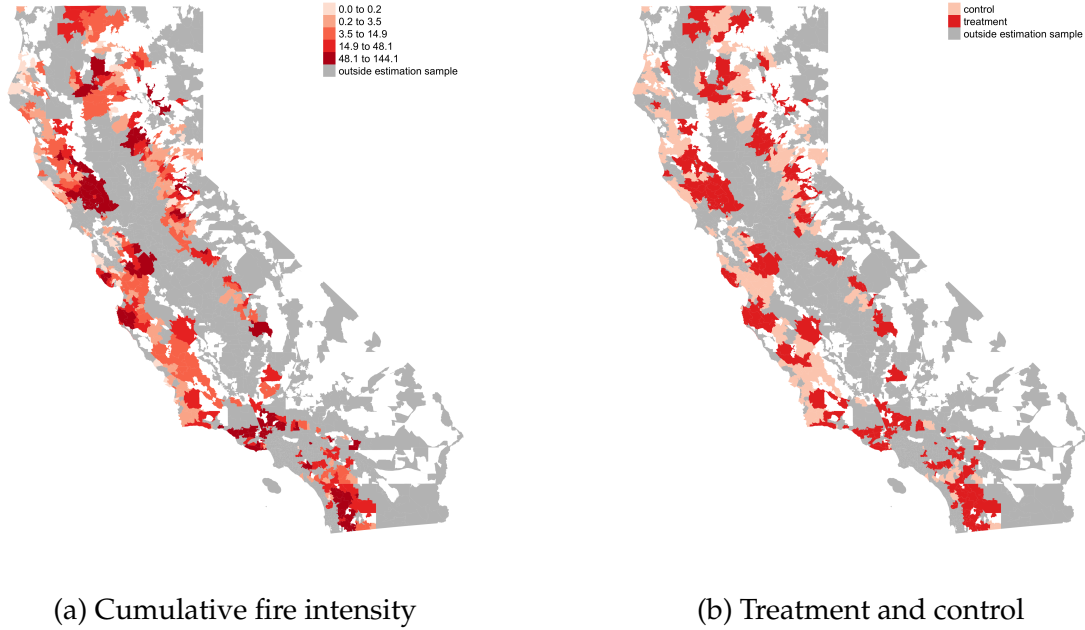 0.0 to 0.2
0.2 to 3.5
3.5 to 14.9
14.9 to 48.1
48.1 to 144.1
outside estimation sample
control
treatment
outside estimation sample
(a) Cumulative fire intensity
(b) Treatment and control